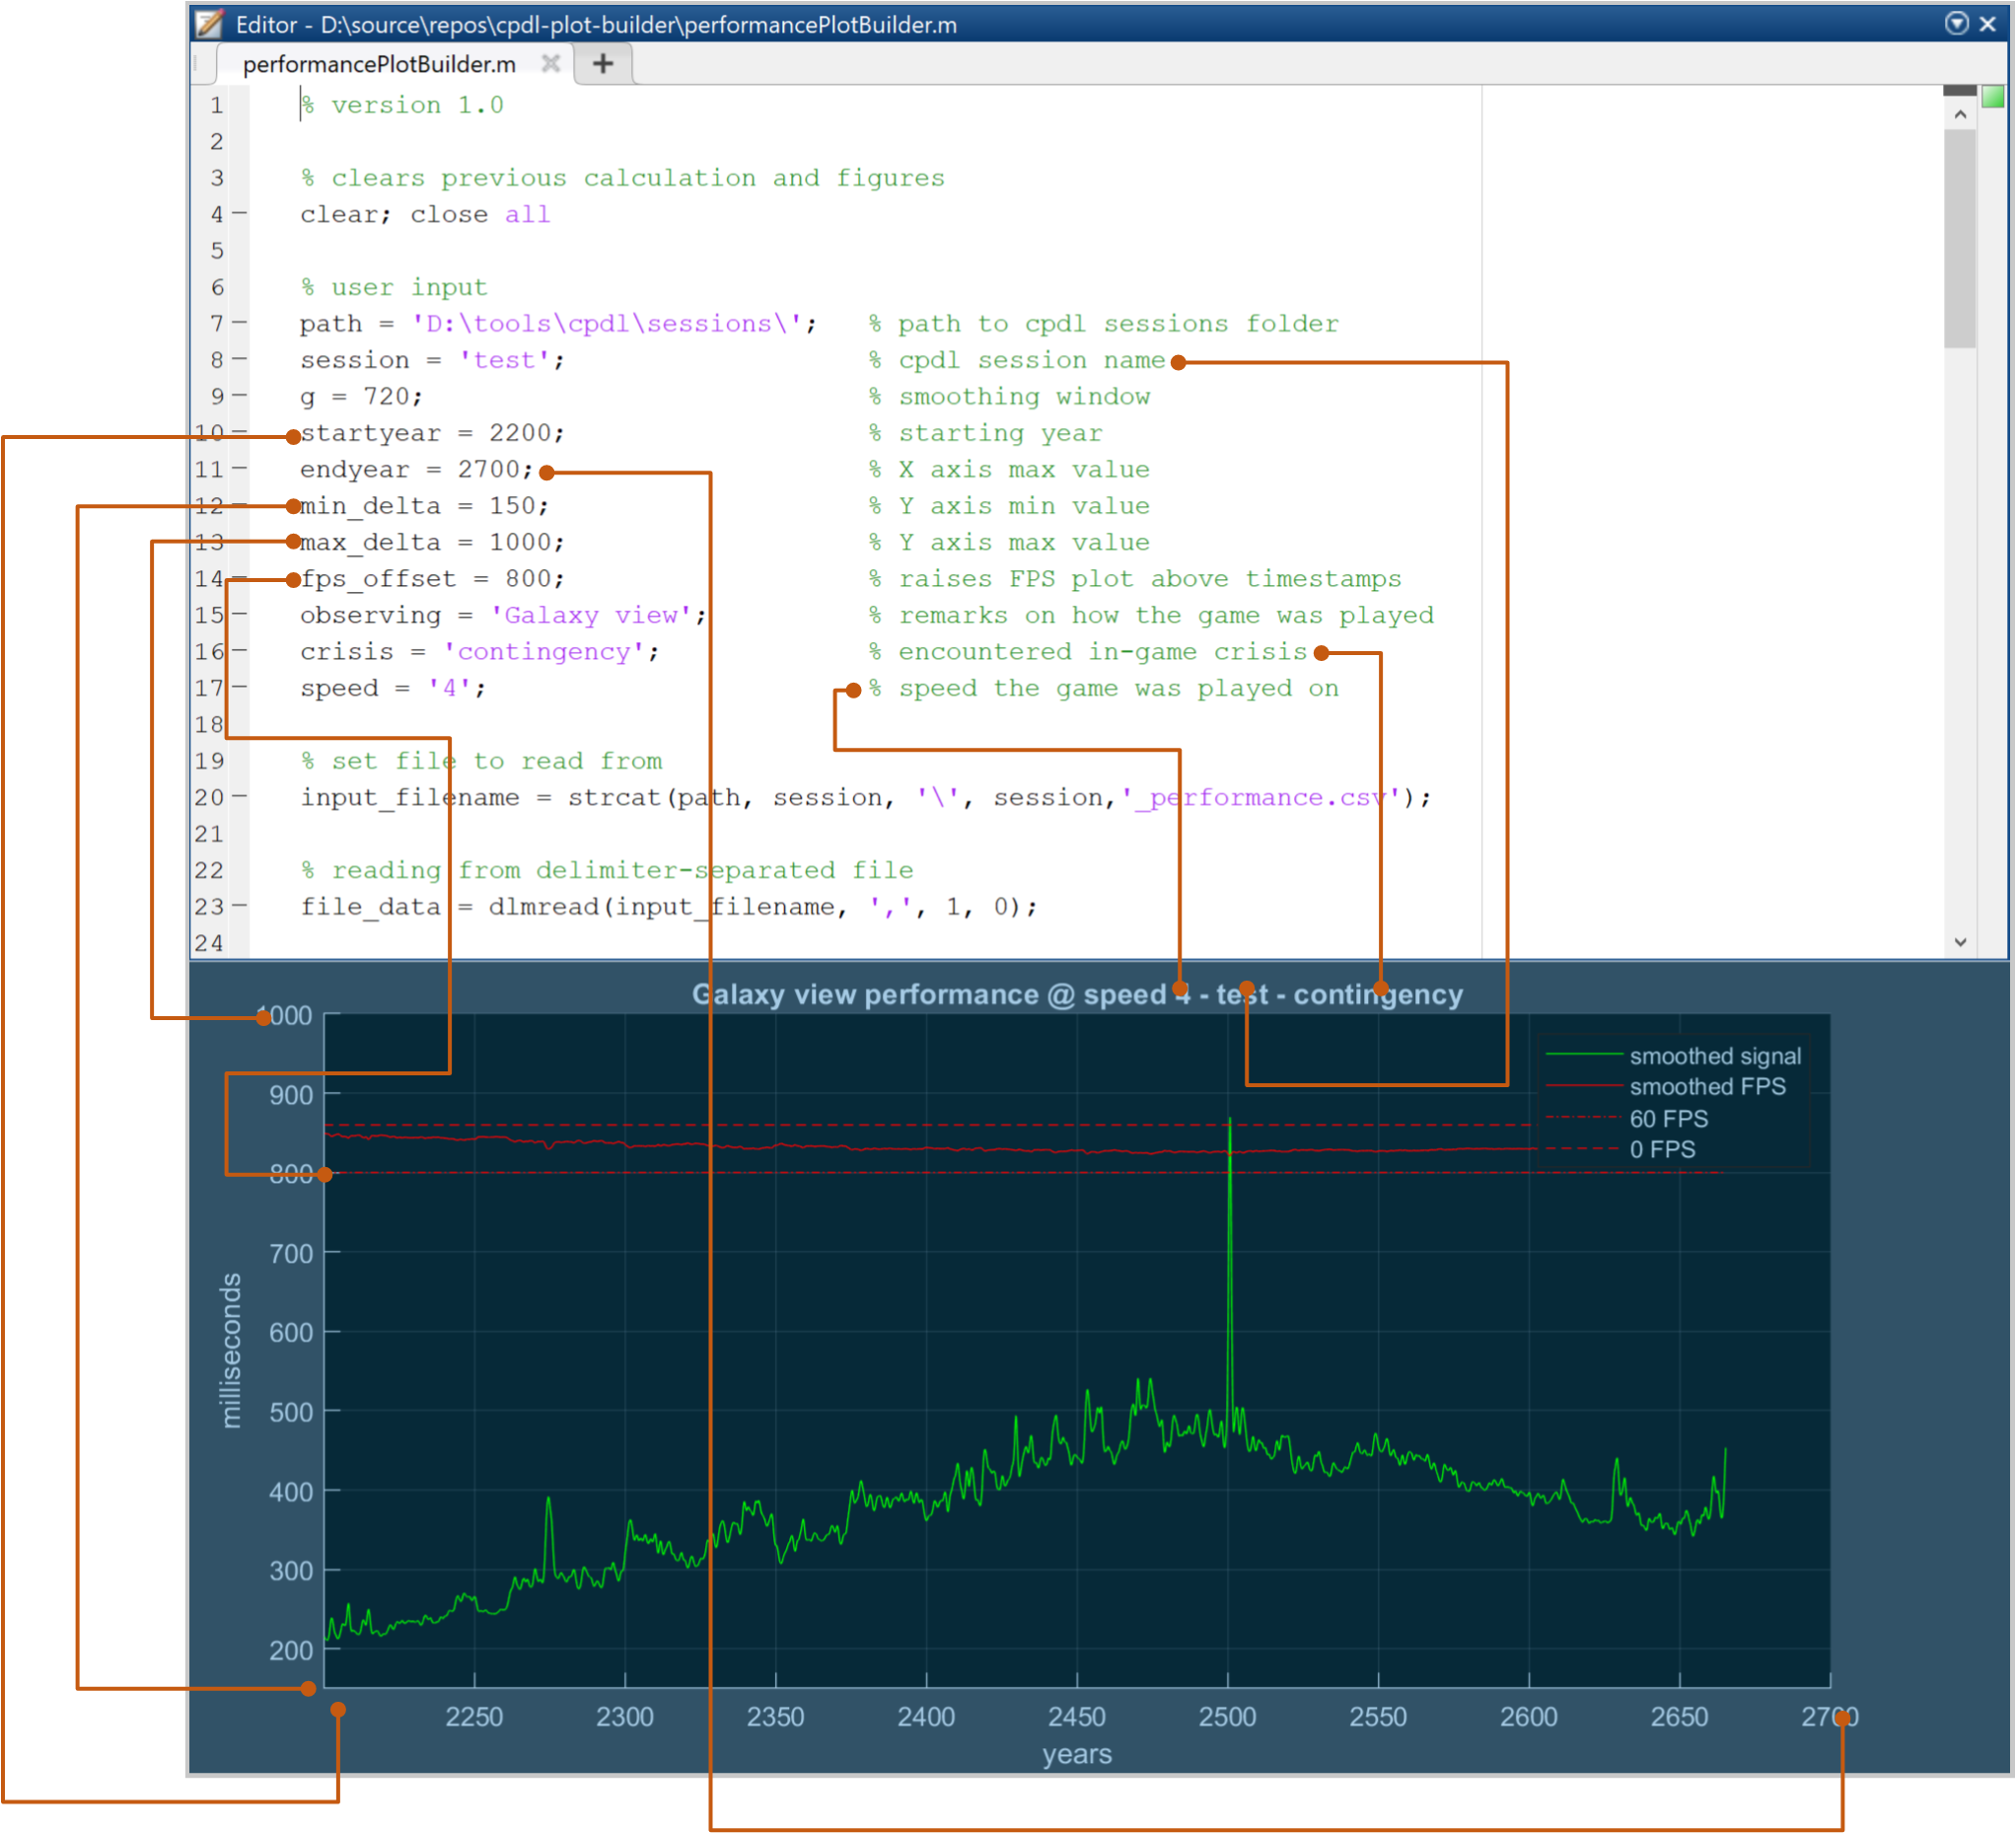 Editor - D:\source\repos\cpdl-plot-builder\performancePlotBuilder.m
performancePlotBuilder.m
1 % version 1.0
2
3 % clears previous calculation and figures
4 clear; close all
5
6 % user input
7 path = 'D:\tools\cpdl\sessions\'; % path to cpdl sessions folder
8 session = 'test'; % cpdl session name
9 g = 720; % smoothing window
10 startyear = 2200; % starting year
11 endyear = 2700; % X axis max value
12 min_delta = 150; % Y axis min value
13 max_delta = 1000; % Y axis max value
14 fps_offset = 800; % raises FPS plot above timestamps
15 observing = 'Galaxy view'; % remarks on how the game was played
16 crisis = 'contingency'; % encountered in-game crisis
17 speed = '4'; % speed the game was played on
18
19 % set file to read from
20 input_filename = strcat(path, session, '\', session,'_performance.csv');
21
22 % reading from delimiter-separated file
23 file_data = dlmread(input_filename, ',', 1, 0);
24
Galaxy view performance @ speed 4 - test - contingency
1000
900
800
700
600
500
400
300
200
milliseconds
smoothed signal
smoothed FPS
60 FPS
0 FPS
2250 2300 2350 2400 2450 2500 2550 2600 2650 2700
years